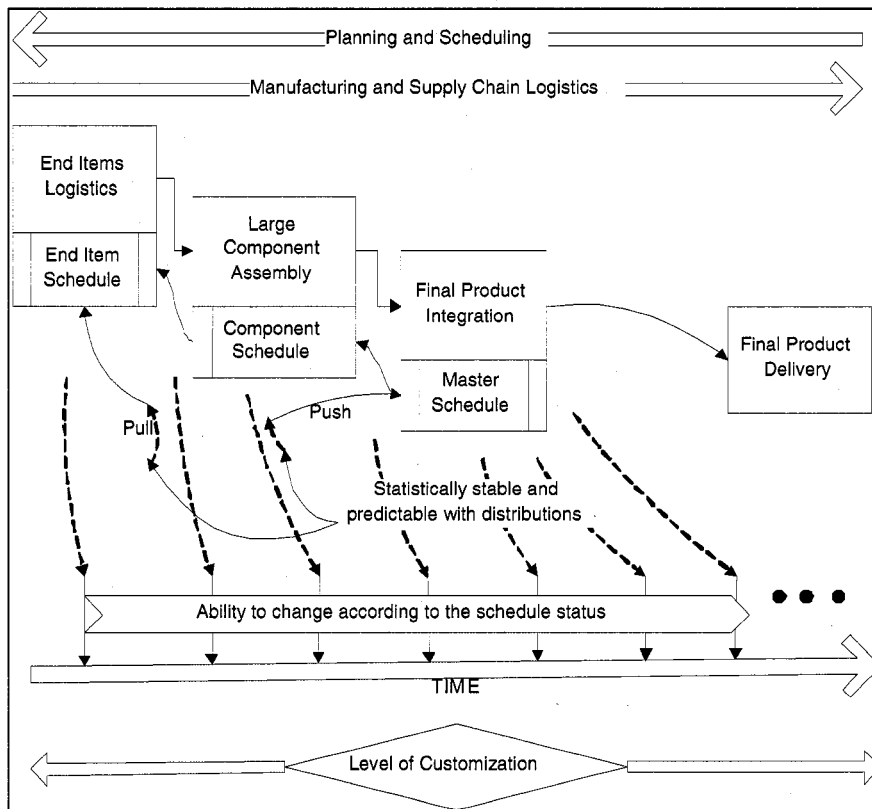 Planning and Scheduling
Manufacturing and Supply Chain Logistics
End Items
Logistics
End Item
Schedule
Large
Component
Assembly
Component
Schedule
Final Product
Integration
Master
Schedule
Final Product
Delivery
Pull
Push
Statistically stable and
predictable with distributions
Ability to change according to the schedule status
TIME
Level of Customization